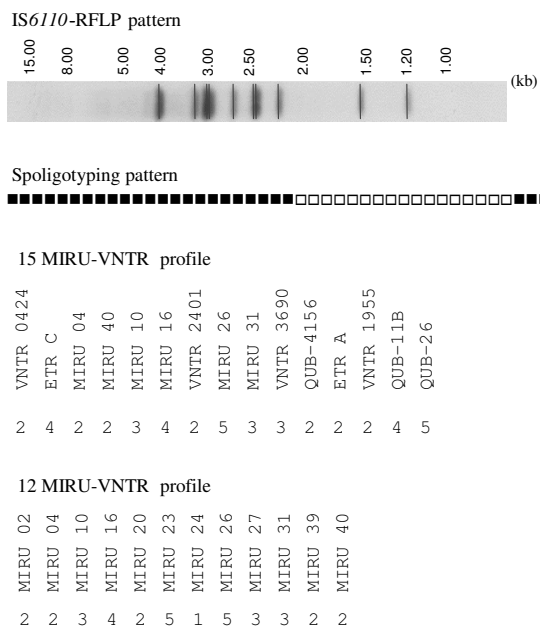 IS6110-RFLP pattern
15.00 8.00 5.00 4.00 3.00 2.50 2.00 1.50 1.20 1.00 (kb)
Spoligotyping pattern
15 MIRU-VNTR profile
VNTR 0424 ETR C MIRU 04 MIRU 40 MIRU 10 MIRU 16 VNTR 2401 MIRU 26 MIRU 31 VNTR 3690 QUB-4156 ETR A VNTR 1955 QUB-11B QUB-26
2 4 2 2 3 4 2 5 3 3 2 2 2 4 5
12 MIRU-VNTR profile
MIRU 02 MIRU 04 MIRU 10 MIRU 16 MIRU 20 MIRU 23 MIRU 24 MIRU 26 MIRU 27 MIRU 31 MIRU 39 MIRU 40
2 2 3 4 2 5 1 5 3 3 2 2